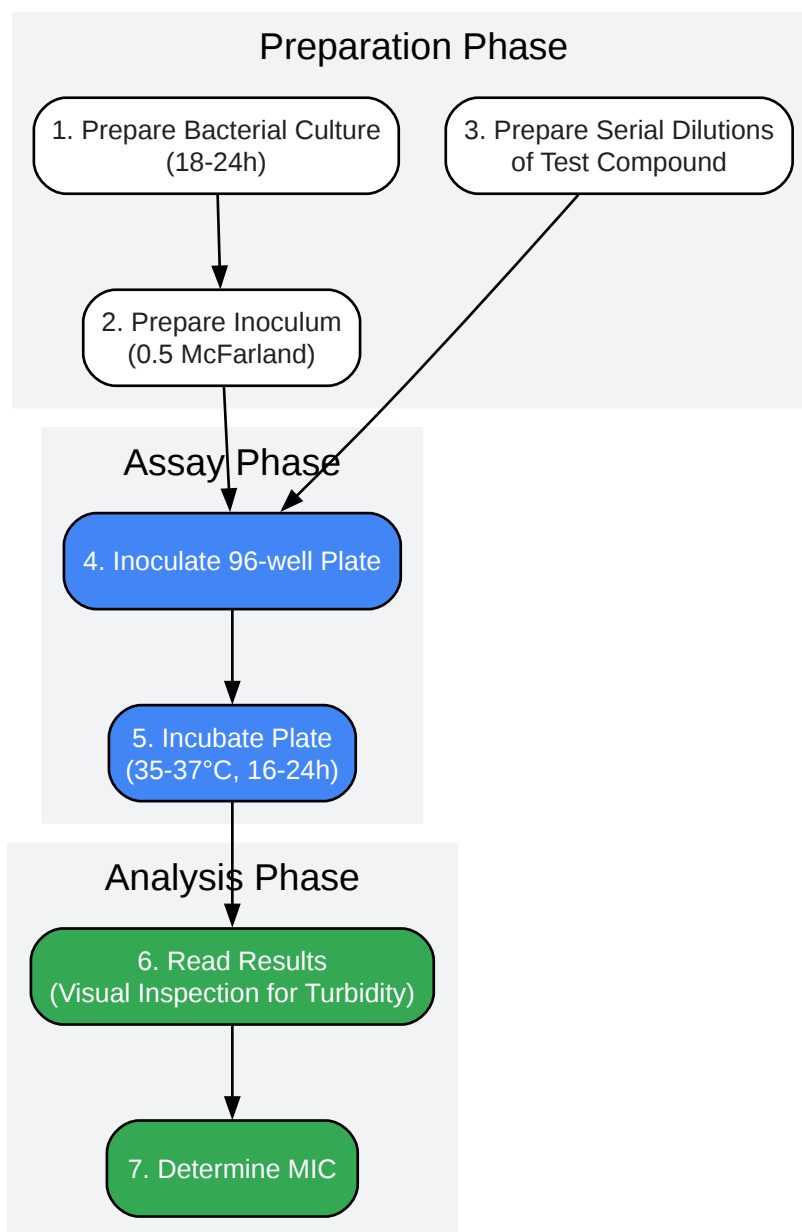 Preparation Phase
1. Prepare Bacterial Culture
(18-24h)
3. Prepare Serial Dilutions
of Test Compound
2. Prepare Inoculum
(0.5 McFarland)
Assay Phase
4. Inoculate 96-well Plate
5. Incubate Plate
(35-37°C, 16-24h)
Analysis Phase
6. Read Results
(Visual Inspection for Turbidity)
7. Determine MIC